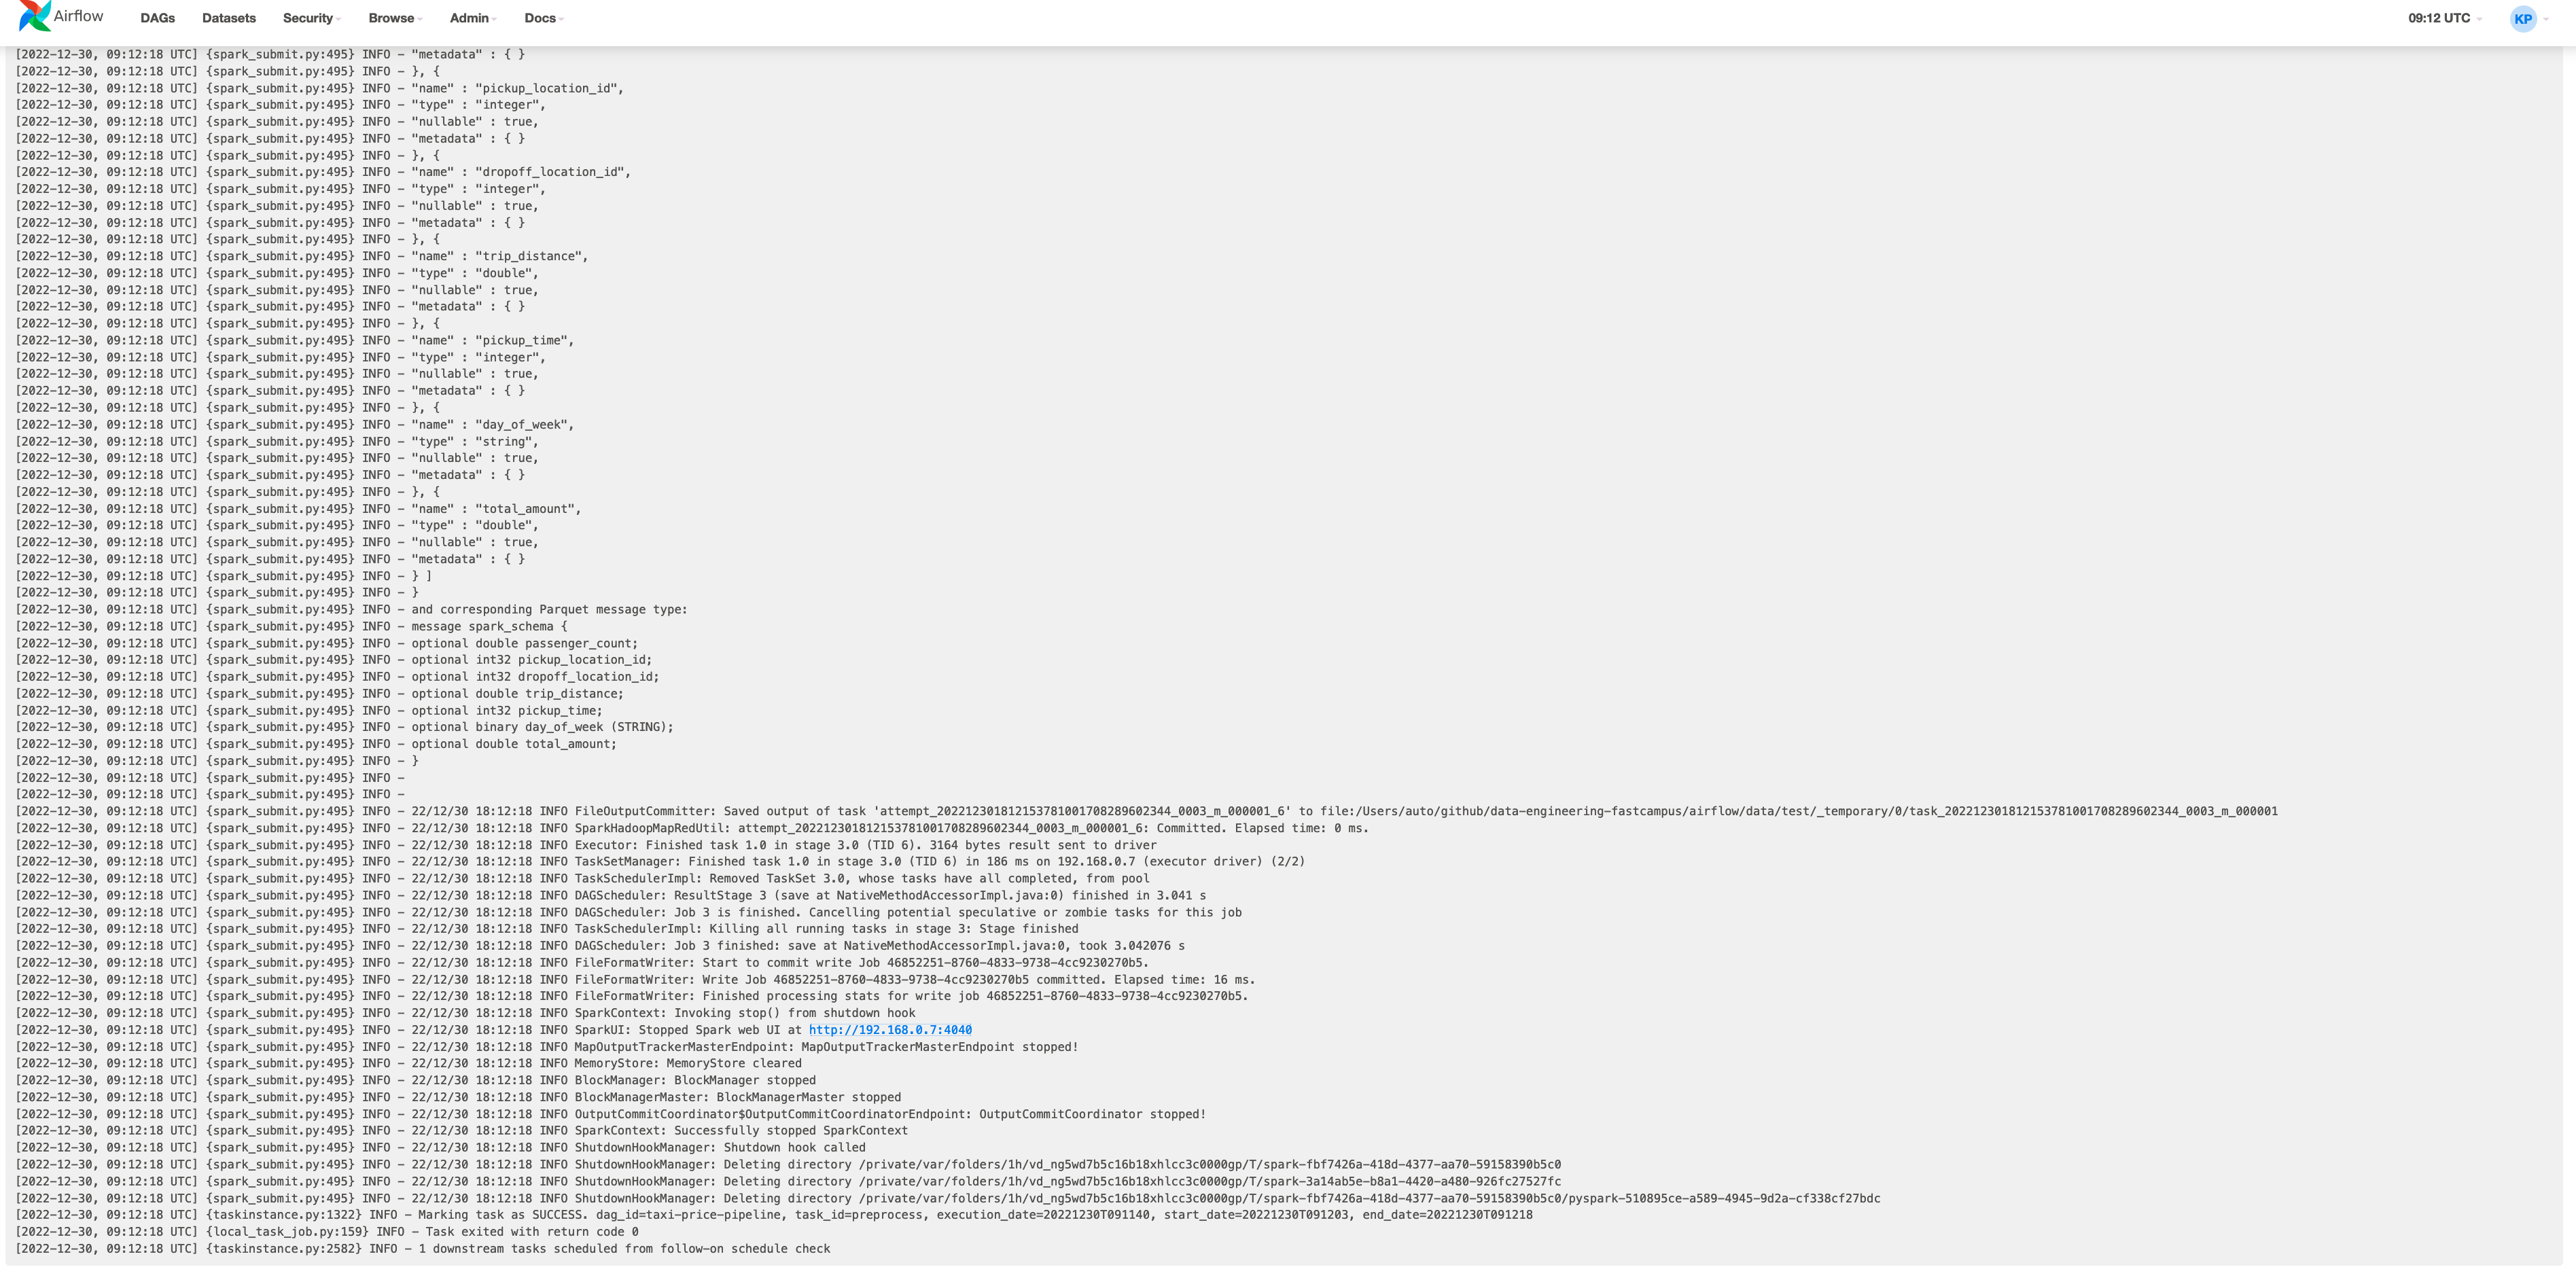 Airflow DAGs Datasets Security Browse Admin Docs 09:12 UTC KP
[2022-12-30, 09:12:18 UTC] {spark_submit.py:495} INFO - "metadata" : { }
[2022-12-30, 09:12:18 UTC] {spark_submit.py:495} INFO - }, {
[2022-12-30, 09:12:18 UTC] {spark_submit.py:495} INFO - "name" : "pickup_location_id",
[2022-12-30, 09:12:18 UTC] {spark_submit.py:495} INFO - "type" : "integer",
[2022-12-30, 09:12:18 UTC] {spark_submit.py:495} INFO - "nullable" : true,
[2022-12-30, 09:12:18 UTC] {spark_submit.py:495} INFO - "metadata" : { }
[2022-12-30, 09:12:18 UTC] {spark_submit.py:495} INFO - }, {
[2022-12-30, 09:12:18 UTC] {spark_submit.py:495} INFO - "name" : "dropoff_location_id",
[2022-12-30, 09:12:18 UTC] {spark_submit.py:495} INFO - "type" : "integer",
[2022-12-30, 09:12:18 UTC] {spark_submit.py:495} INFO - "nullable" : true,
[2022-12-30, 09:12:18 UTC] {spark_submit.py:495} INFO - "metadata" : { }
[2022-12-30, 09:12:18 UTC] {spark_submit.py:495} INFO - }, {
[2022-12-30, 09:12:18 UTC] {spark_submit.py:495} INFO - "name" : "trip_distance",
[2022-12-30, 09:12:18 UTC] {spark_submit.py:495} INFO - "type" : "double",
[2022-12-30, 09:12:18 UTC] {spark_submit.py:495} INFO - "nullable" : true,
[2022-12-30, 09:12:18 UTC] {spark_submit.py:495} INFO - "metadata" : { }
[2022-12-30, 09:12:18 UTC] {spark_submit.py:495} INFO - }, {
[2022-12-30, 09:12:18 UTC] {spark_submit.py:495} INFO - "name" : "pickup_time",
[2022-12-30, 09:12:18 UTC] {spark_submit.py:495} INFO - "type" : "integer",
[2022-12-30, 09:12:18 UTC] {spark_submit.py:495} INFO - "nullable" : true,
[2022-12-30, 09:12:18 UTC] {spark_submit.py:495} INFO - "metadata" : { }
[2022-12-30, 09:12:18 UTC] {spark_submit.py:495} INFO - }, {
[2022-12-30, 09:12:18 UTC] {spark_submit.py:495} INFO - "name" : "day_of_week",
[2022-12-30, 09:12:18 UTC] {spark_submit.py:495} INFO - "type" : "string",
[2022-12-30, 09:12:18 UTC] {spark_submit.py:495} INFO - "nullable" : true,
[2022-12-30, 09:12:18 UTC] {spark_submit.py:495} INFO - "metadata" : { }
[2022-12-30, 09:12:18 UTC] {spark_submit.py:495} INFO - }, {
[2022-12-30, 09:12:18 UTC] {spark_submit.py:495} INFO - "name" : "total_amount",
[2022-12-30, 09:12:18 UTC] {spark_submit.py:495} INFO - "type" : "double",
[2022-12-30, 09:12:18 UTC] {spark_submit.py:495} INFO - "nullable" : true,
[2022-12-30, 09:12:18 UTC] {spark_submit.py:495} INFO - "metadata" : { }
[2022-12-30, 09:12:18 UTC] {spark_submit.py:495} INFO - } ]
[2022-12-30, 09:12:18 UTC] {spark_submit.py:495} INFO - }
[2022-12-30, 09:12:18 UTC] {spark_submit.py:495} INFO - and corresponding Parquet message type:
[2022-12-30, 09:12:18 UTC] {spark_submit.py:495} INFO - message spark_schema {
[2022-12-30, 09:12:18 UTC] {spark_submit.py:495} INFO - optional double passenger_count;
[2022-12-30, 09:12:18 UTC] {spark_submit.py:495} INFO - optional int32 pickup_location_id;
[2022-12-30, 09:12:18 UTC] {spark_submit.py:495} INFO - optional int32 dropoff_location_id;
[2022-12-30, 09:12:18 UTC] {spark_submit.py:495} INFO - optional double trip_distance;
[2022-12-30, 09:12:18 UTC] {spark_submit.py:495} INFO - optional int32 pickup_time;
[2022-12-30, 09:12:18 UTC] {spark_submit.py:495} INFO - optional binary day_of_week (STRING);
[2022-12-30, 09:12:18 UTC] {spark_submit.py:495} INFO - optional double total_amount;
[2022-12-30, 09:12:18 UTC] {spark_submit.py:495} INFO - }
[2022-12-30, 09:12:18 UTC] {spark_submit.py:495} INFO -
[2022-12-30, 09:12:18 UTC] {spark_submit.py:495} INFO -
[2022-12-30, 09:12:18 UTC] {spark_submit.py:495} INFO - 22/12/30 18:12:18 INFO FileOutputCommitter: Saved output of task 'attempt_202212301812153781001708289602344_0003_m_000001_6' to file:/Users/auto/github/data-engineering-fastcampus/airflow/data/test/_temporary/0/task_202212301812153781001708289602344_0003_m_000001
[2022-12-30, 09:12:18 UTC] {spark_submit.py:495} INFO - 22/12/30 18:12:18 INFO SparkHadoopMapRedUtil: attempt_202212301812153781001708289602344_0003_m_000001_6: Committed. Elapsed time: 0 ms.
[2022-12-30, 09:12:18 UTC] {spark_submit.py:495} INFO - 22/12/30 18:12:18 INFO Executor: Finished task 1.0 in stage 3.0 (TID 6). 3164 bytes result sent to driver
[2022-12-30, 09:12:18 UTC] {spark_submit.py:495} INFO - 22/12/30 18:12:18 INFO TaskSetManager: Finished task 1.0 in stage 3.0 (TID 6) in 186 ms on 192.168.0.7 (executor driver) (2/2)
[2022-12-30, 09:12:18 UTC] {spark_submit.py:495} INFO - 22/12/30 18:12:18 INFO TaskSchedulerImpl: Removed TaskSet 3.0, whose tasks have all completed, from pool
[2022-12-30, 09:12:18 UTC] {spark_submit.py:495} INFO - 22/12/30 18:12:18 INFO DAGScheduler: ResultStage 3 (save at NativeMethodAccessorImpl.java:0) finished in 3.041 s
[2022-12-30, 09:12:18 UTC] {spark_submit.py:495} INFO - 22/12/30 18:12:18 INFO DAGScheduler: Job 3 is finished. Cancelling potential speculative or zombie tasks for this job
[2022-12-30, 09:12:18 UTC] {spark_submit.py:495} INFO - 22/12/30 18:12:18 INFO TaskSchedulerImpl: Killing all running tasks in stage 3: Stage finished
[2022-12-30, 09:12:18 UTC] {spark_submit.py:495} INFO - 22/12/30 18:12:18 INFO DAGScheduler: Job 3 finished: save at NativeMethodAccessorImpl.java:0, took 3.042076 s
[2022-12-30, 09:12:18 UTC] {spark_submit.py:495} INFO - 22/12/30 18:12:18 INFO FileFormatWriter: Start to commit write Job 46852251-8760-4833-9738-4cc9230270b5.
[2022-12-30, 09:12:18 UTC] {spark_submit.py:495} INFO - 22/12/30 18:12:18 INFO FileFormatWriter: Write Job 46852251-8760-4833-9738-4cc9230270b5 committed. Elapsed time: 16 ms.
[2022-12-30, 09:12:18 UTC] {spark_submit.py:495} INFO - 22/12/30 18:12:18 INFO FileFormatWriter: Finished processing stats for write job 46852251-8760-4833-9738-4cc9230270b5.
[2022-12-30, 09:12:18 UTC] {spark_submit.py:495} INFO - 22/12/30 18:12:18 INFO SparkContext: Invoking stop() from shutdown hook
[2022-12-30, 09:12:18 UTC] {spark_submit.py:495} INFO - 22/12/30 18:12:18 INFO SparkUI: Stopped Spark web UI at http://192.168.0.7:4040
[2022-12-30, 09:12:18 UTC] {spark_submit.py:495} INFO - 22/12/30 18:12:18 INFO MapOutputTrackerMasterEndpoint: MapOutputTrackerMasterEndpoint stopped!
[2022-12-30, 09:12:18 UTC] {spark_submit.py:495} INFO - 22/12/30 18:12:18 INFO MemoryStore: MemoryStore cleared
[2022-12-30, 09:12:18 UTC] {spark_submit.py:495} INFO - 22/12/30 18:12:18 INFO BlockManager: BlockManager stopped
[2022-12-30, 09:12:18 UTC] {spark_submit.py:495} INFO - 22/12/30 18:12:18 INFO BlockManagerMaster: BlockManagerMaster stopped
[2022-12-30, 09:12:18 UTC] {spark_submit.py:495} INFO - 22/12/30 18:12:18 INFO OutputCommitCoordinator$OutputCommitCoordinatorEndpoint: OutputCommitCoordinator stopped!
[2022-12-30, 09:12:18 UTC] {spark_submit.py:495} INFO - 22/12/30 18:12:18 INFO SparkContext: Successfully stopped SparkContext
[2022-12-30, 09:12:18 UTC] {spark_submit.py:495} INFO - 22/12/30 18:12:18 INFO ShutdownHookManager: Shutdown hook called
[2022-12-30, 09:12:18 UTC] {spark_submit.py:495} INFO - 22/12/30 18:12:18 INFO ShutdownHookManager: Deleting directory /private/var/folders/1h/vd_ng5wd7b5c16b18xhlcc3c0000gp/T/spark-fbf7426a-418d-4377-aa70-59158390b5c0
[2022-12-30, 09:12:18 UTC] {spark_submit.py:495} INFO - 22/12/30 18:12:18 INFO ShutdownHookManager: Deleting directory /private/var/folders/1h/vd_ng5wd7b5c16b18xhlcc3c0000gp/T/spark-3a14ab5e-b8a1-4420-a480-926fc27527fc
[2022-12-30, 09:12:18 UTC] {spark_submit.py:495} INFO - 22/12/30 18:12:18 INFO ShutdownHookManager: Deleting directory /private/var/folders/1h/vd_ng5wd7b5c16b18xhlcc3c0000gp/T/spark-fbf7426a-418d-4377-aa70-59158390b5c0/pyspark-510895ce-a589-4945-9d2a-cf338cf27bdc
[2022-12-30, 09:12:18 UTC] {taskinstance.py:1322} INFO - Marking task as SUCCESS. dag_id=taxi-price-pipeline, task_id=preprocess, execution_date=20221230T091140, start_date=20221230T091203, end_date=20221230T091218
[2022-12-30, 09:12:18 UTC] {local_task_job.py:159} INFO - Task exited with return code 0
[2022-12-30, 09:12:18 UTC] {taskinstance.py:2582} INFO - 1 downstream tasks scheduled from follow-on schedule check